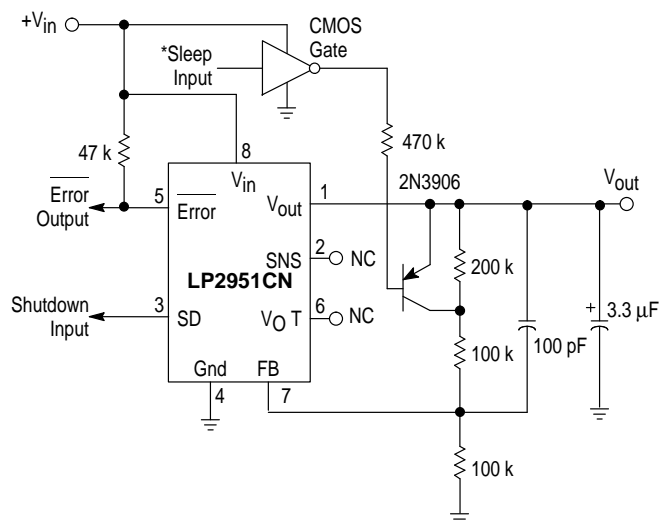 +Vin
CMOS
Gate
*Sleep
Input
470 k
47 k
8
2N3906
Vin
Error
Output
5
Error
Vout
1
Vout
SNS
2
NC
200 k
LP2951CN
Shutdown
Input
3
SD
VO T
6
NC
100 k
100 pF
+
3.3 µF
Gnd
FB
4
7
100 k